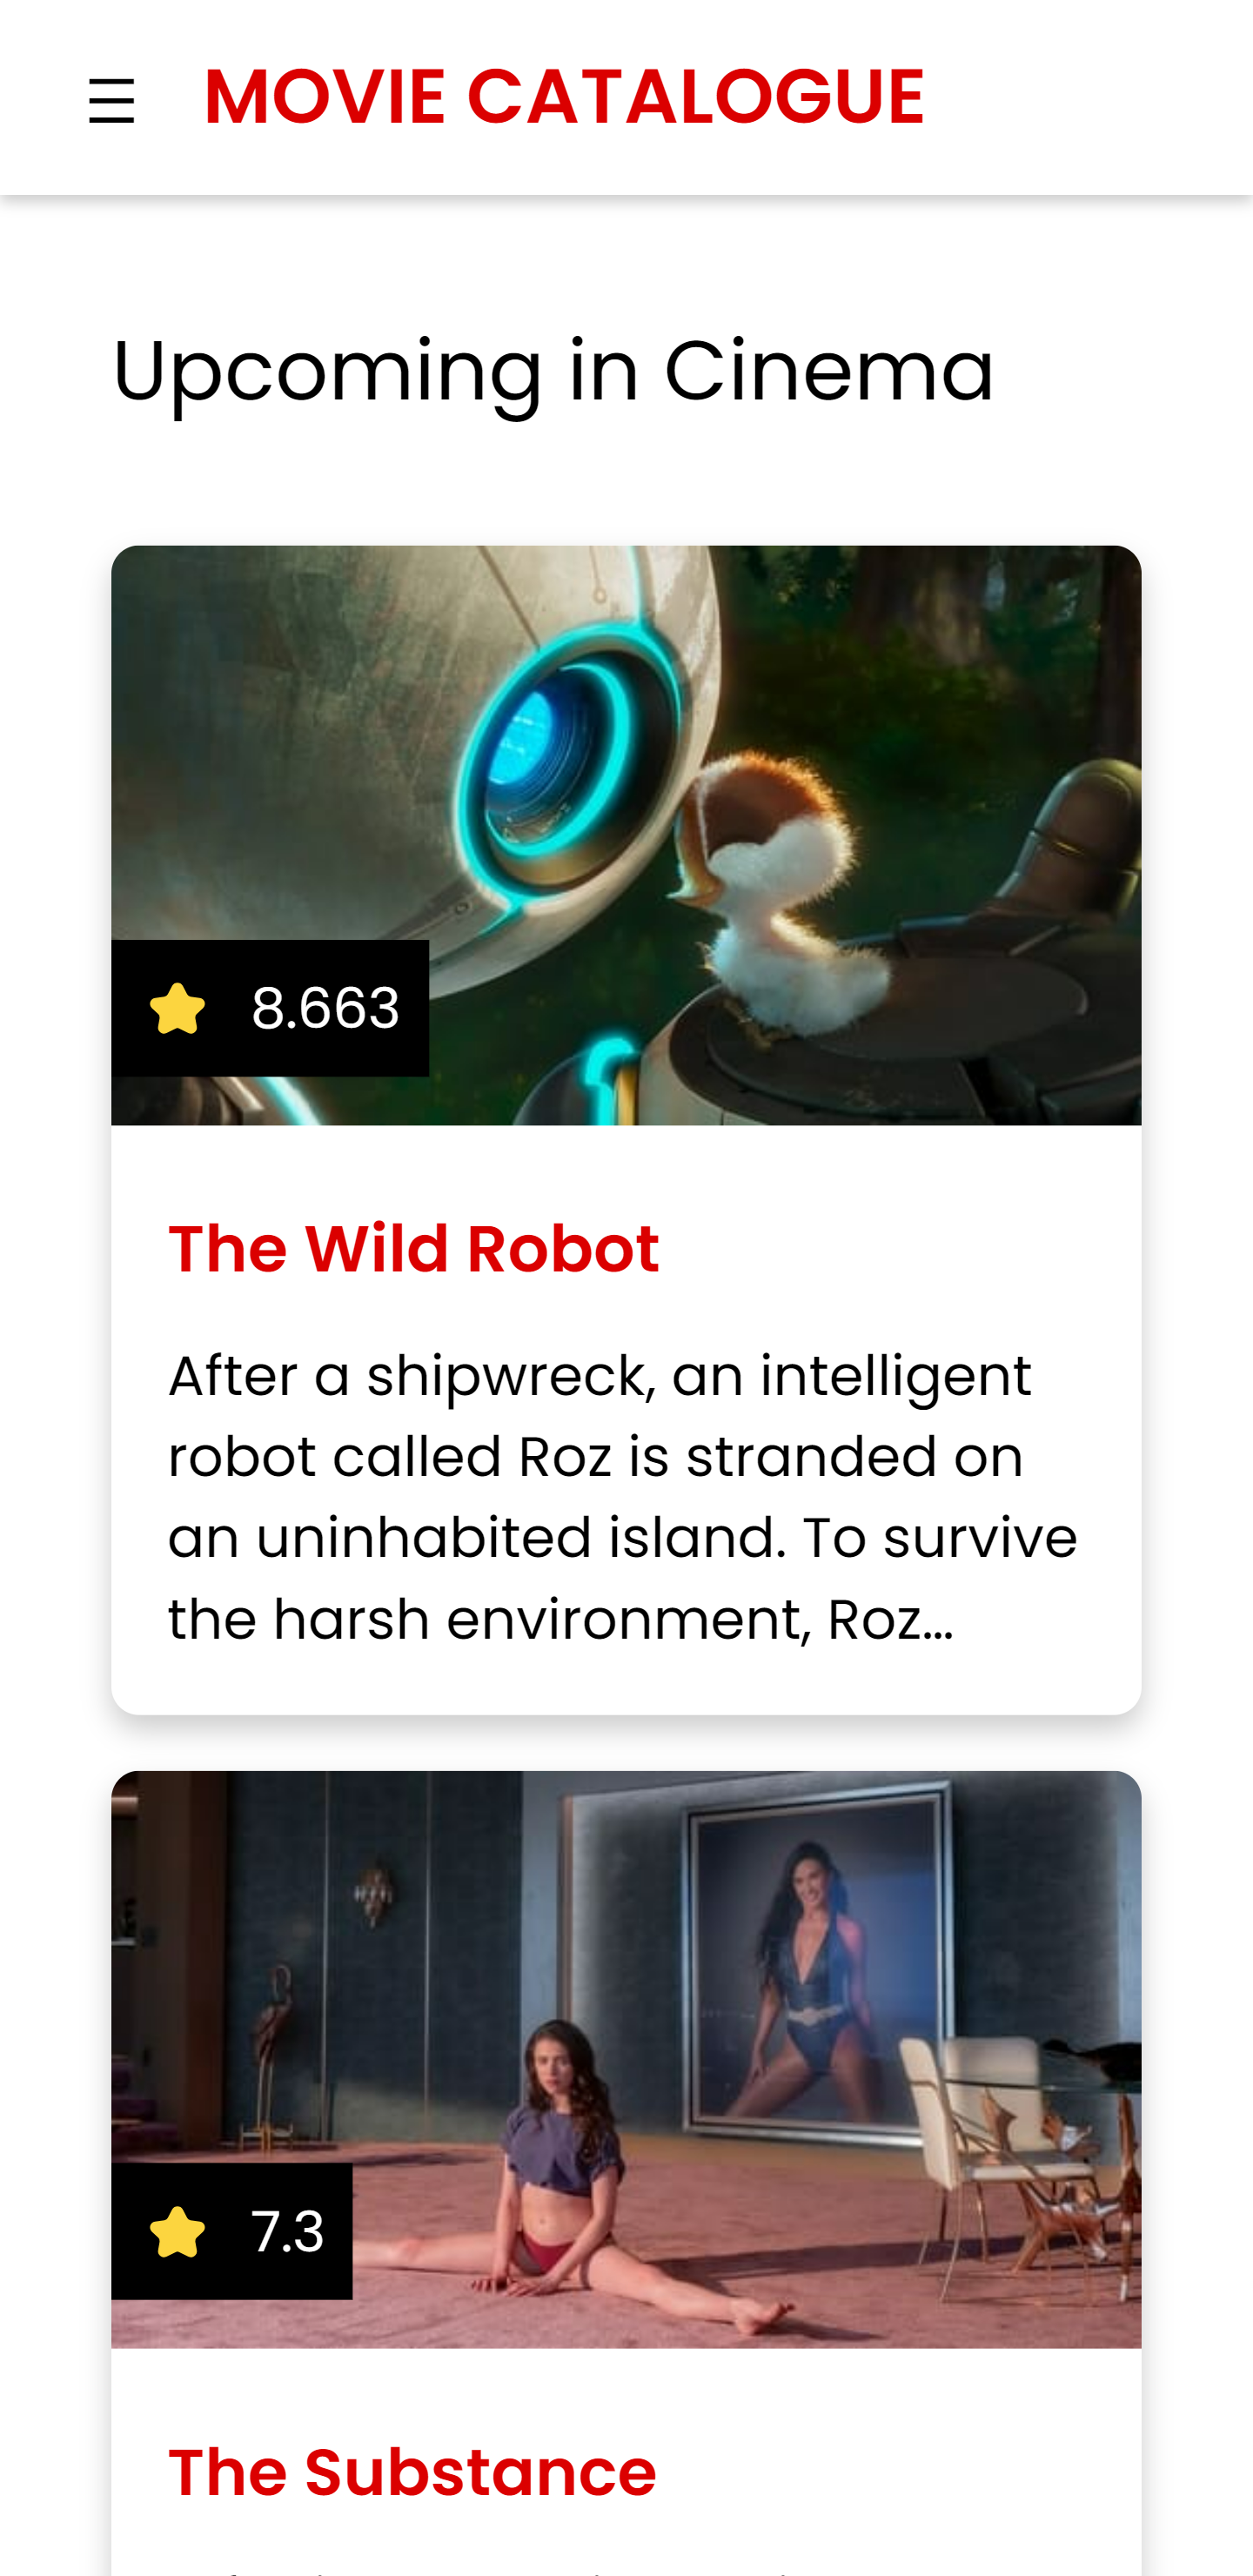 MOVIE CATALOGUE
Upcoming in Cinema
8.663
The Wild Robot
After a shipwreck, an intelligent
robot called Roz is stranded on
an uninhabited island. To survive
the harsh environment, Roz...
7.3
The Substance